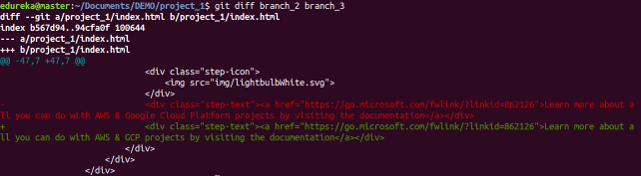 edureka@master:~/Documents/DEMO/project_1$ git diff branch_2 branch_3
diff --git a/project_1/index.html b/project_1/index.html
index b567d94..94cfa0f 100644
--- a/project_1/index.html
+++ b/project_1/index.html
@@ -47,7 +47,7 @@
<div class="step-icon">
<img src="img/lightbulbWhite.svg">
</div>
- <div class="step-text"><a href="https://go.microsoft.com/fwlink/?linkid=862126">Learn more about a
ll you can do with AWS & Google Cloud Platform projects by visiting the documentation</a></div>
+ <div class="step-text"><a href="https://go.microsoft.com/fwlink/?linkid=862126">Learn more about a
ll you can do with AWS & GCP projects by visiting the documentation</a></div>
</div>
</div>
</div>